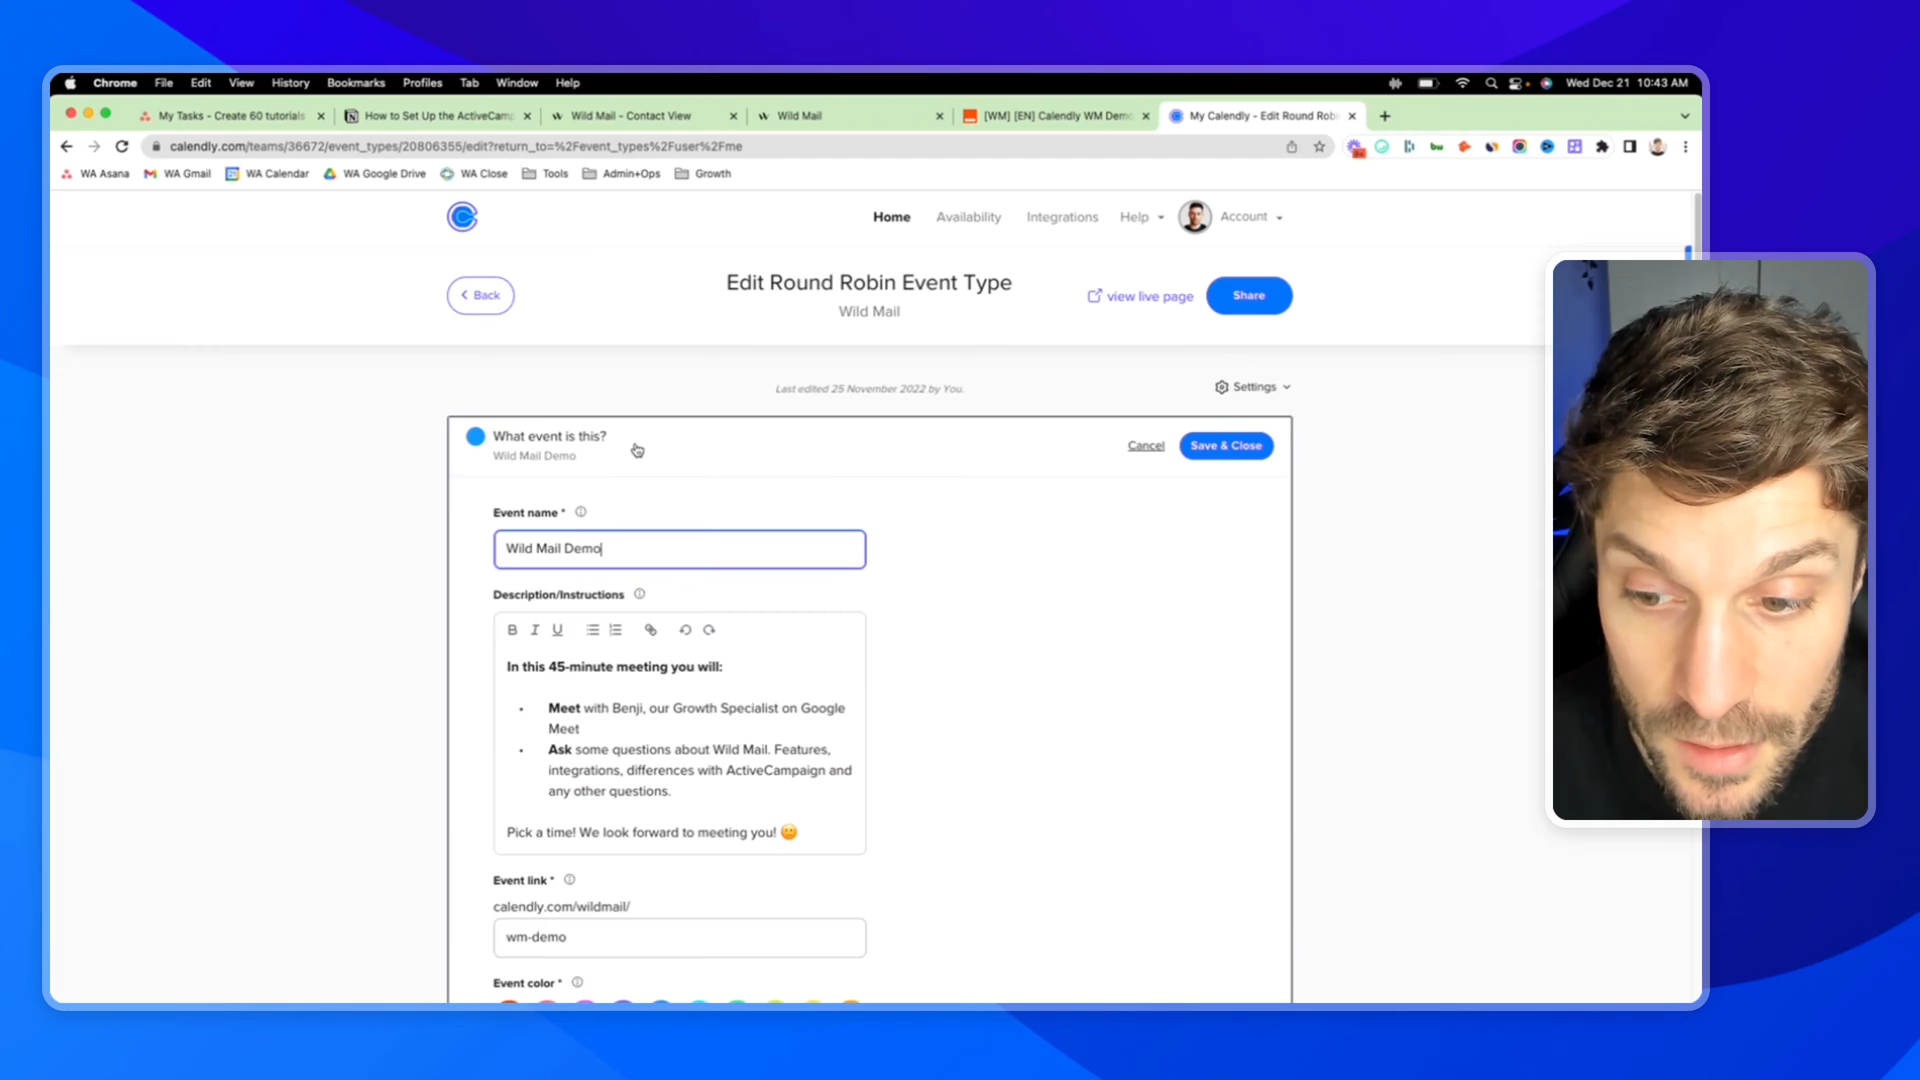 Chrome File Edit View History Bookmarks Profiles Tab Window Help
Wed Dec 21 10:43 AM
My Tasks - Create 60 tutorials
How to Set Up the ActiveCamp
Wild Mail - Contact View
Wild Mail
[WM] [EN] Calendly WM Demo
My Calendly - Edit Round Robi
calendly.com/teams/36672/event_types/20806355/edit?return_to=%2Fevent_types%2Fuser%2Fme
WA Asana WA Gmail WA Calendar WA Google Drive WA Close Tools Admin+Ops Growth
Home Availability Integrations Help Account
Back
Edit Round Robin Event Type
Wild Mail
view live page
Share
Last edited 25 November 2022 by You.
Settings
What event is this?
Wild Mail Demo
Cancel
Save & Close
Event name *
Wild Mail Demo
Description/Instructions
B I U
In this 45-minute meeting you will:
• Meet with Benji, our Growth Specialist on Google
Meet
• Ask some questions about Wild Mail. Features,
integrations, differences with ActiveCampaign and
any other questions.
Pick a time! We look forward to meeting you! 🙂
Event link *
calendly.com/wildmail/
wm-demo
Event color *